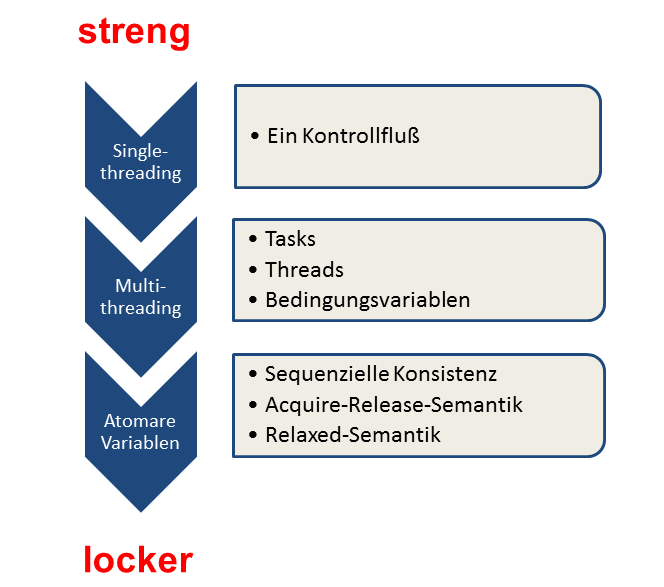 streng
Single-
threading
• Ein Kontrollfluß
Multi-
threading
• Tasks
• Threads
• Bedingungsvariablen
Atomare
Variablen
• Sequenzielle Konsistenz
• Acquire-Release-Semantik
• Relaxed-Semantik
locker